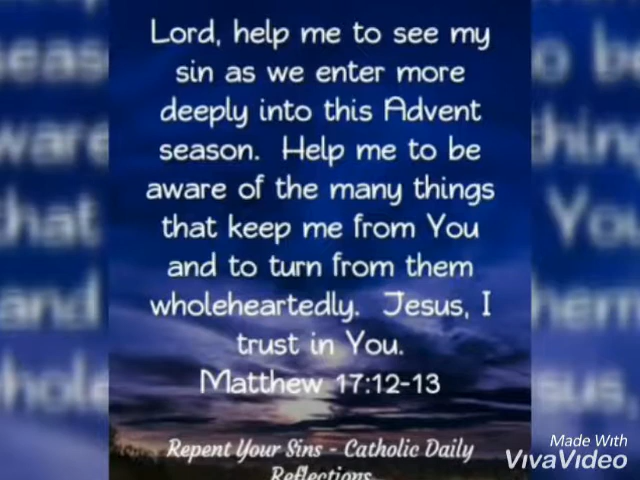 Lord, help me to see my
sin as we enter more
deeply into this Advent
season. Help me to be
aware of the many things
that keep me from You
and to turn from them
wholeheartedly. Jesus, I
trust in You.
Matthew 17:12-13
Repent Your Sins - Catholic Daily
Reflections
Made With
VivaVideo